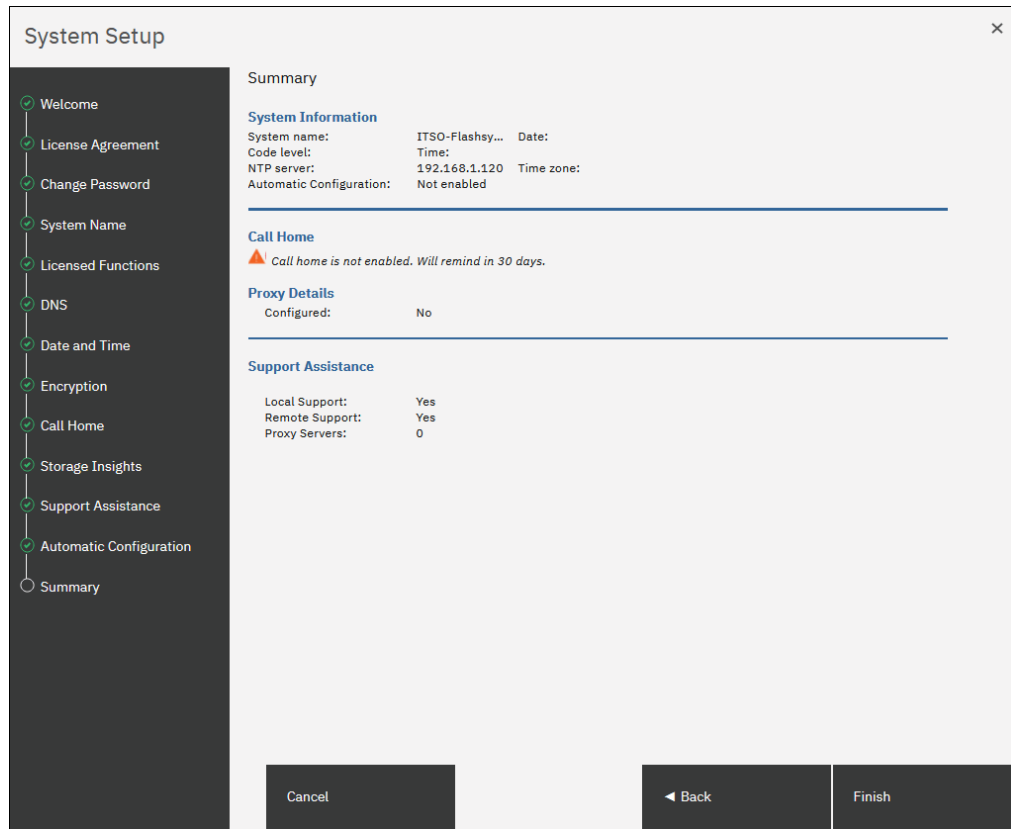 System Setup
×
Welcome
License Agreement
Change Password
System Name
Licensed Functions
DNS
Date and Time
Encryption
Call Home
Storage Insights
Support Assistance
Automatic Configuration
Summary
Summary
System Information
System name: ITSO-Flashsy... Date:
Code level: Time:
NTP server: 192.168.1.120 Time zone:
Automatic Configuration: Not enabled
Call Home
Call home is not enabled. Will remind in 30 days.
Proxy Details
Configured: No
Support Assistance
Local Support: Yes
Remote Support: Yes
Proxy Servers: 0
Cancel
◄ Back
Finish